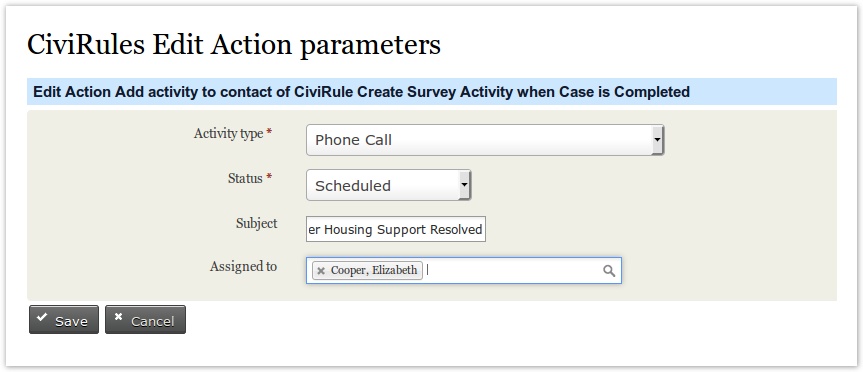 CiviRules Edit Action parameters
Edit Action Add activity to contact of CiviRule Create Survey Activity when Case is Completed
Activity type * Phone Call
Status * Scheduled
Subject er Housing Support Resolved
Assigned to Cooper, Elizabeth
Save Cancel